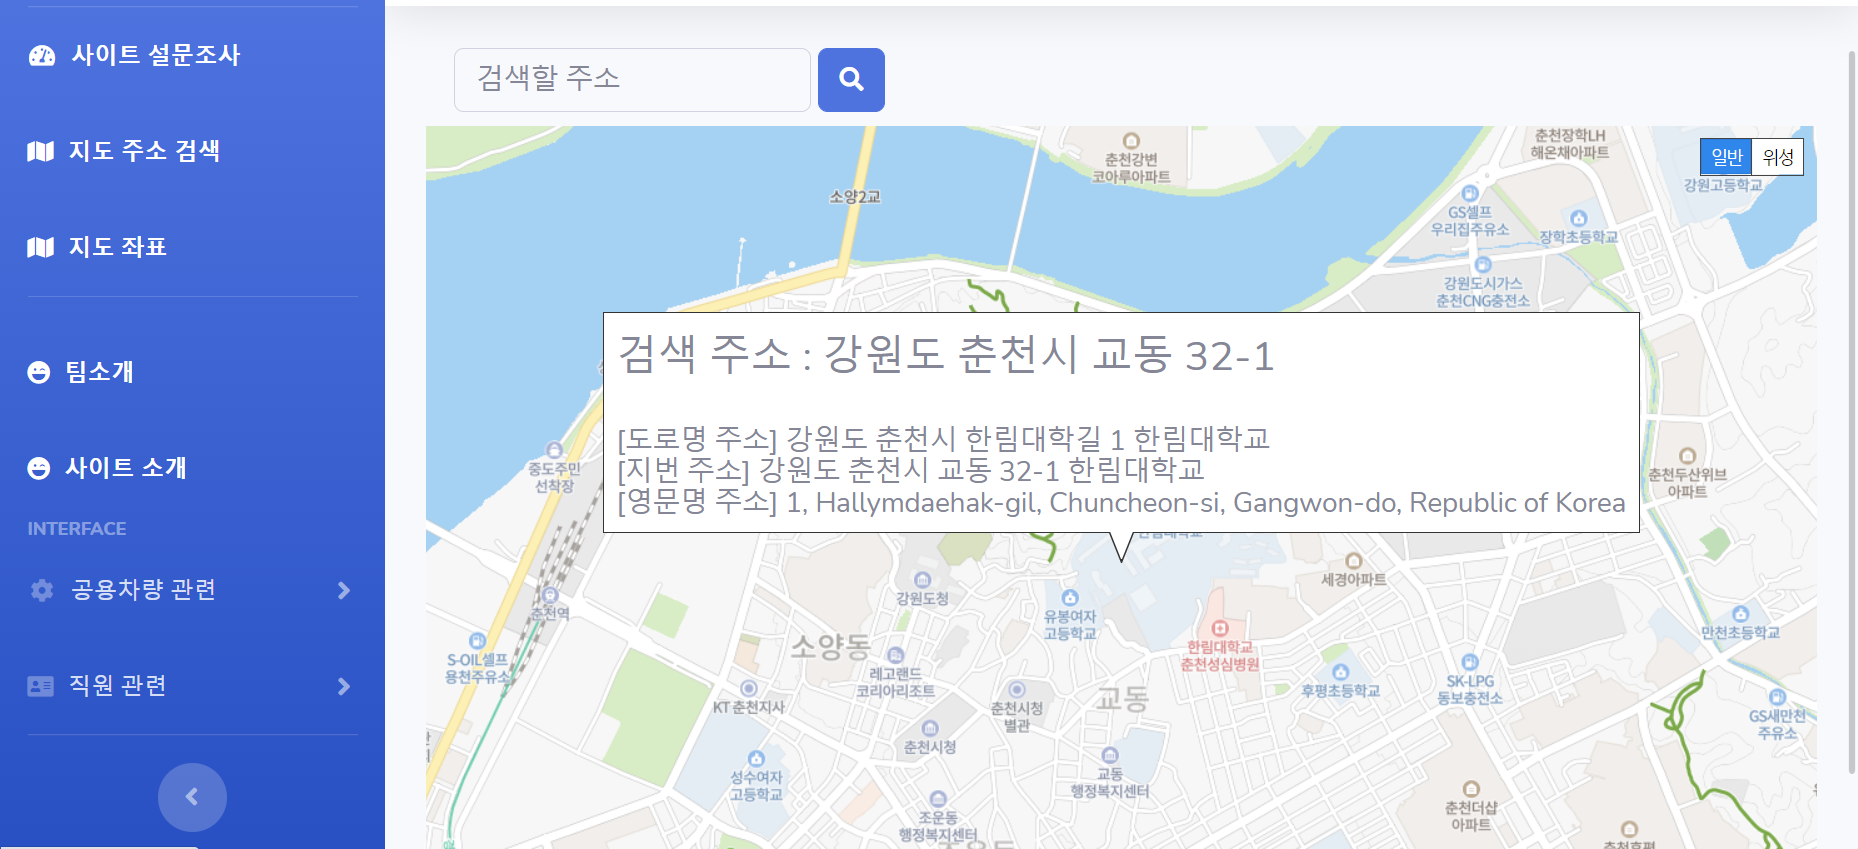 사이트 설문조사
지도 주소 검색
지도 좌표
팀소개
사이트 소개
INTERFACE
공용차량 관련
직원 관련
검색할 주소
일반
위성
춘천강변
코아루아파트
소양2교
춘천장학LH
해온채아파트
강원고등학교
GS셀프
우리집주유소
장학초등학교
강원도시가스
춘천CNG충전소
검색 주소 : 강원도 춘천시 교동 32-1
[도로명 주소] 강원도 춘천시 한림대학길 1 한림대학교
[지번 주소] 강원도 춘천시 교동 32-1 한림대학교
[영문명 주소] 1, Hallymdaehak-gil, Chuncheon-si, Gangwon-do, Republic of Korea
중도주민
선착장
춘천두산위브
아파트
강원도청
세경아파트
춘천역
유봉여자
고등학교
만천초등학교
소양동
한림대학교
춘천성심병원
S-OIL셀프
용천주유소
레고랜드
코리아리조트
후평초등학교
SK-LPG
동보충전소
KT 춘천지사
춘천시청
별관
교동
GS새만천
주유소
춘천시청
성수여자
고등학교
교동
행정복지센터
조운동
행정복지센터
춘천더샵
아파트